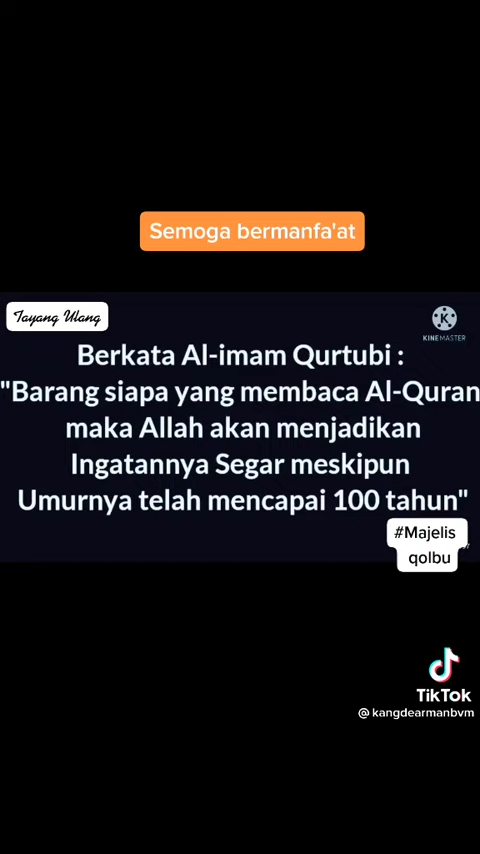 Semoga bermanfa'at
Tayang Ulang
KINEMASTER
Berkata Al-imam Qurtubi :
"Barang siapa yang membaca Al-Quran
maka Allah akan menjadikan
Ingatannya Segar meskipun
Umurnya telah mencapai 100 tahun"
#Majelis
qolbu
TikTok
@kangdearmanbvm